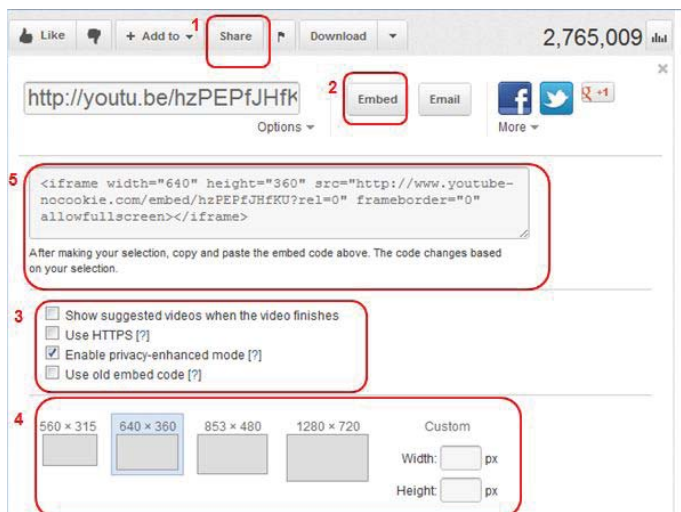 1
Like + Add to Share Download 2,765,009
http://youtu.be/hzPEPfJHfK 2 Embed Email f g +1
Options More
5
<iframe width="640" height="360" src="http://www.youtube-
nocookie.com/embed/hzPEPfJHfKU?rel=0" frameborder="0"
allowfullscreen></iframe>
After making your selection, copy and paste the embed code above. The code changes based
on your selection.
3
Show suggested videos when the video finishes
Use HTTPS [?]
Enable privacy-enhanced mode [?]
Use old embed code [?]
4
560 × 315 640 × 360 853 × 480 1280 × 720 Custom
Width: px
Height: px